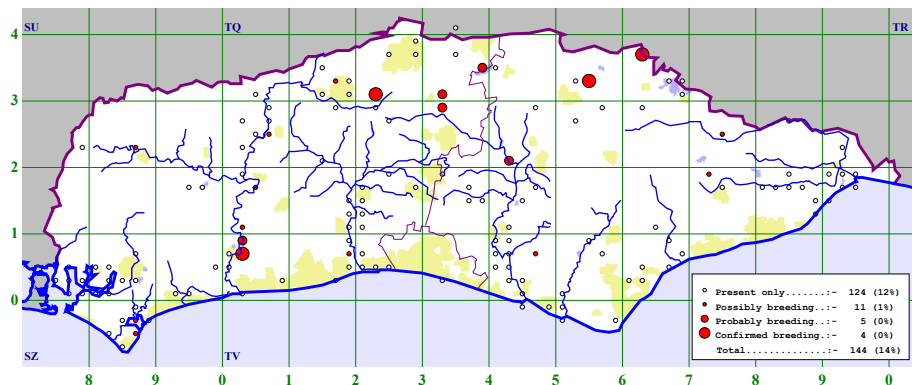 SU TQ TR
4
3
2
1
0
Present only.......:- 124 (12%)
Possibly breeding..:- 11 (1%)
Probably breeding.:- 5 (0%)
Confirmed breeding.:- 4 (0%)
Total..............:- 144 (14%)
SZ TV
8 9 0 1 2 3 4 5 6 7 8 9 0